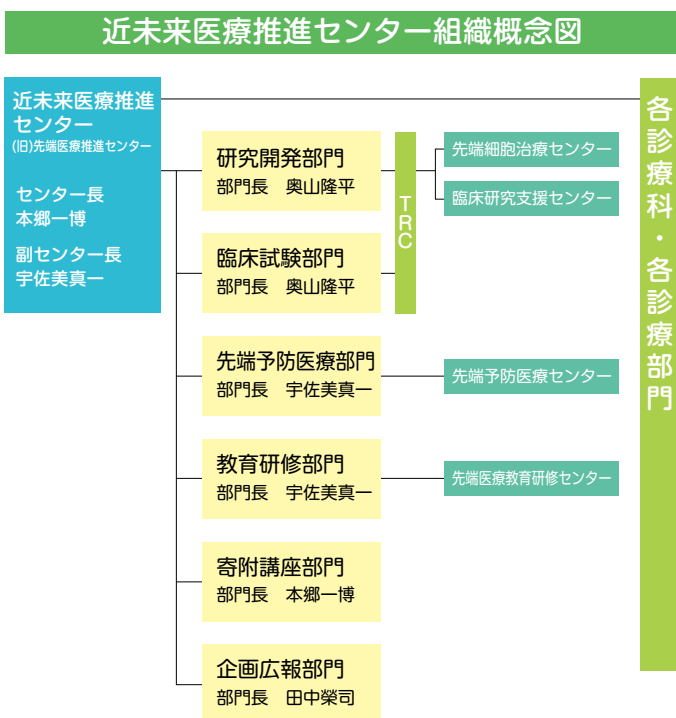 近未来医療推進センター組織概念図
近未来医療推進
センター
(旧)先端医療推進センター
センター長
本郷一博
副センター長
宇佐美真一
研究開発部門
部門長　奥山隆平
臨床試験部門
部門長　奥山隆平
先端予防医療部門
部門長　宇佐美真一
教育研修部門
部門長　宇佐美真一
寄附講座部門
部門長　本郷一博
企画広報部門
部門長　田中榮司
TRC
先端細胞治療センター
臨床研究支援センター
先端予防医療センター
先端医療教育研修センター
各診療科・各診療部門